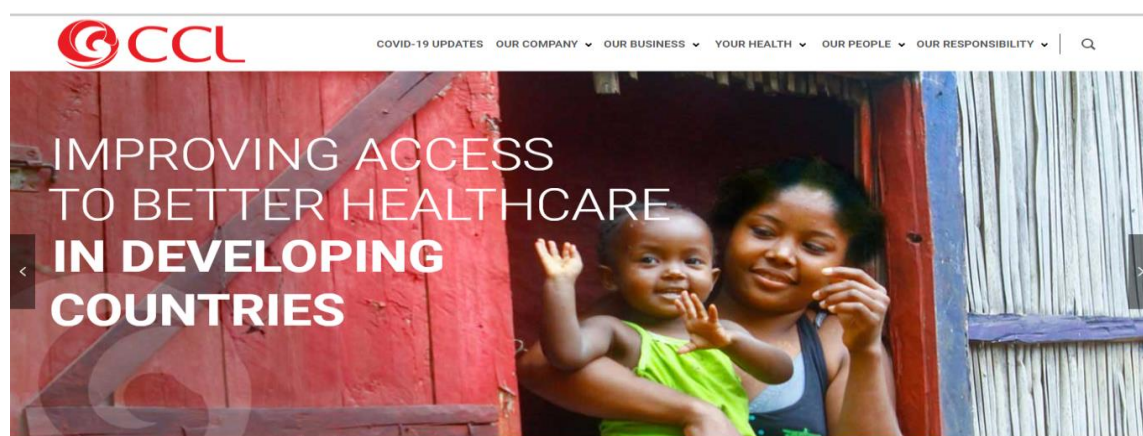 CCL
COVID-19 UPDATES OUR COMPANY OUR BUSINESS YOUR HEALTH OUR PEOPLE OUR RESPONSIBILITY
IMPROVING ACCESS
TO BETTER HEALTHCARE
IN DEVELOPING
COUNTRIES